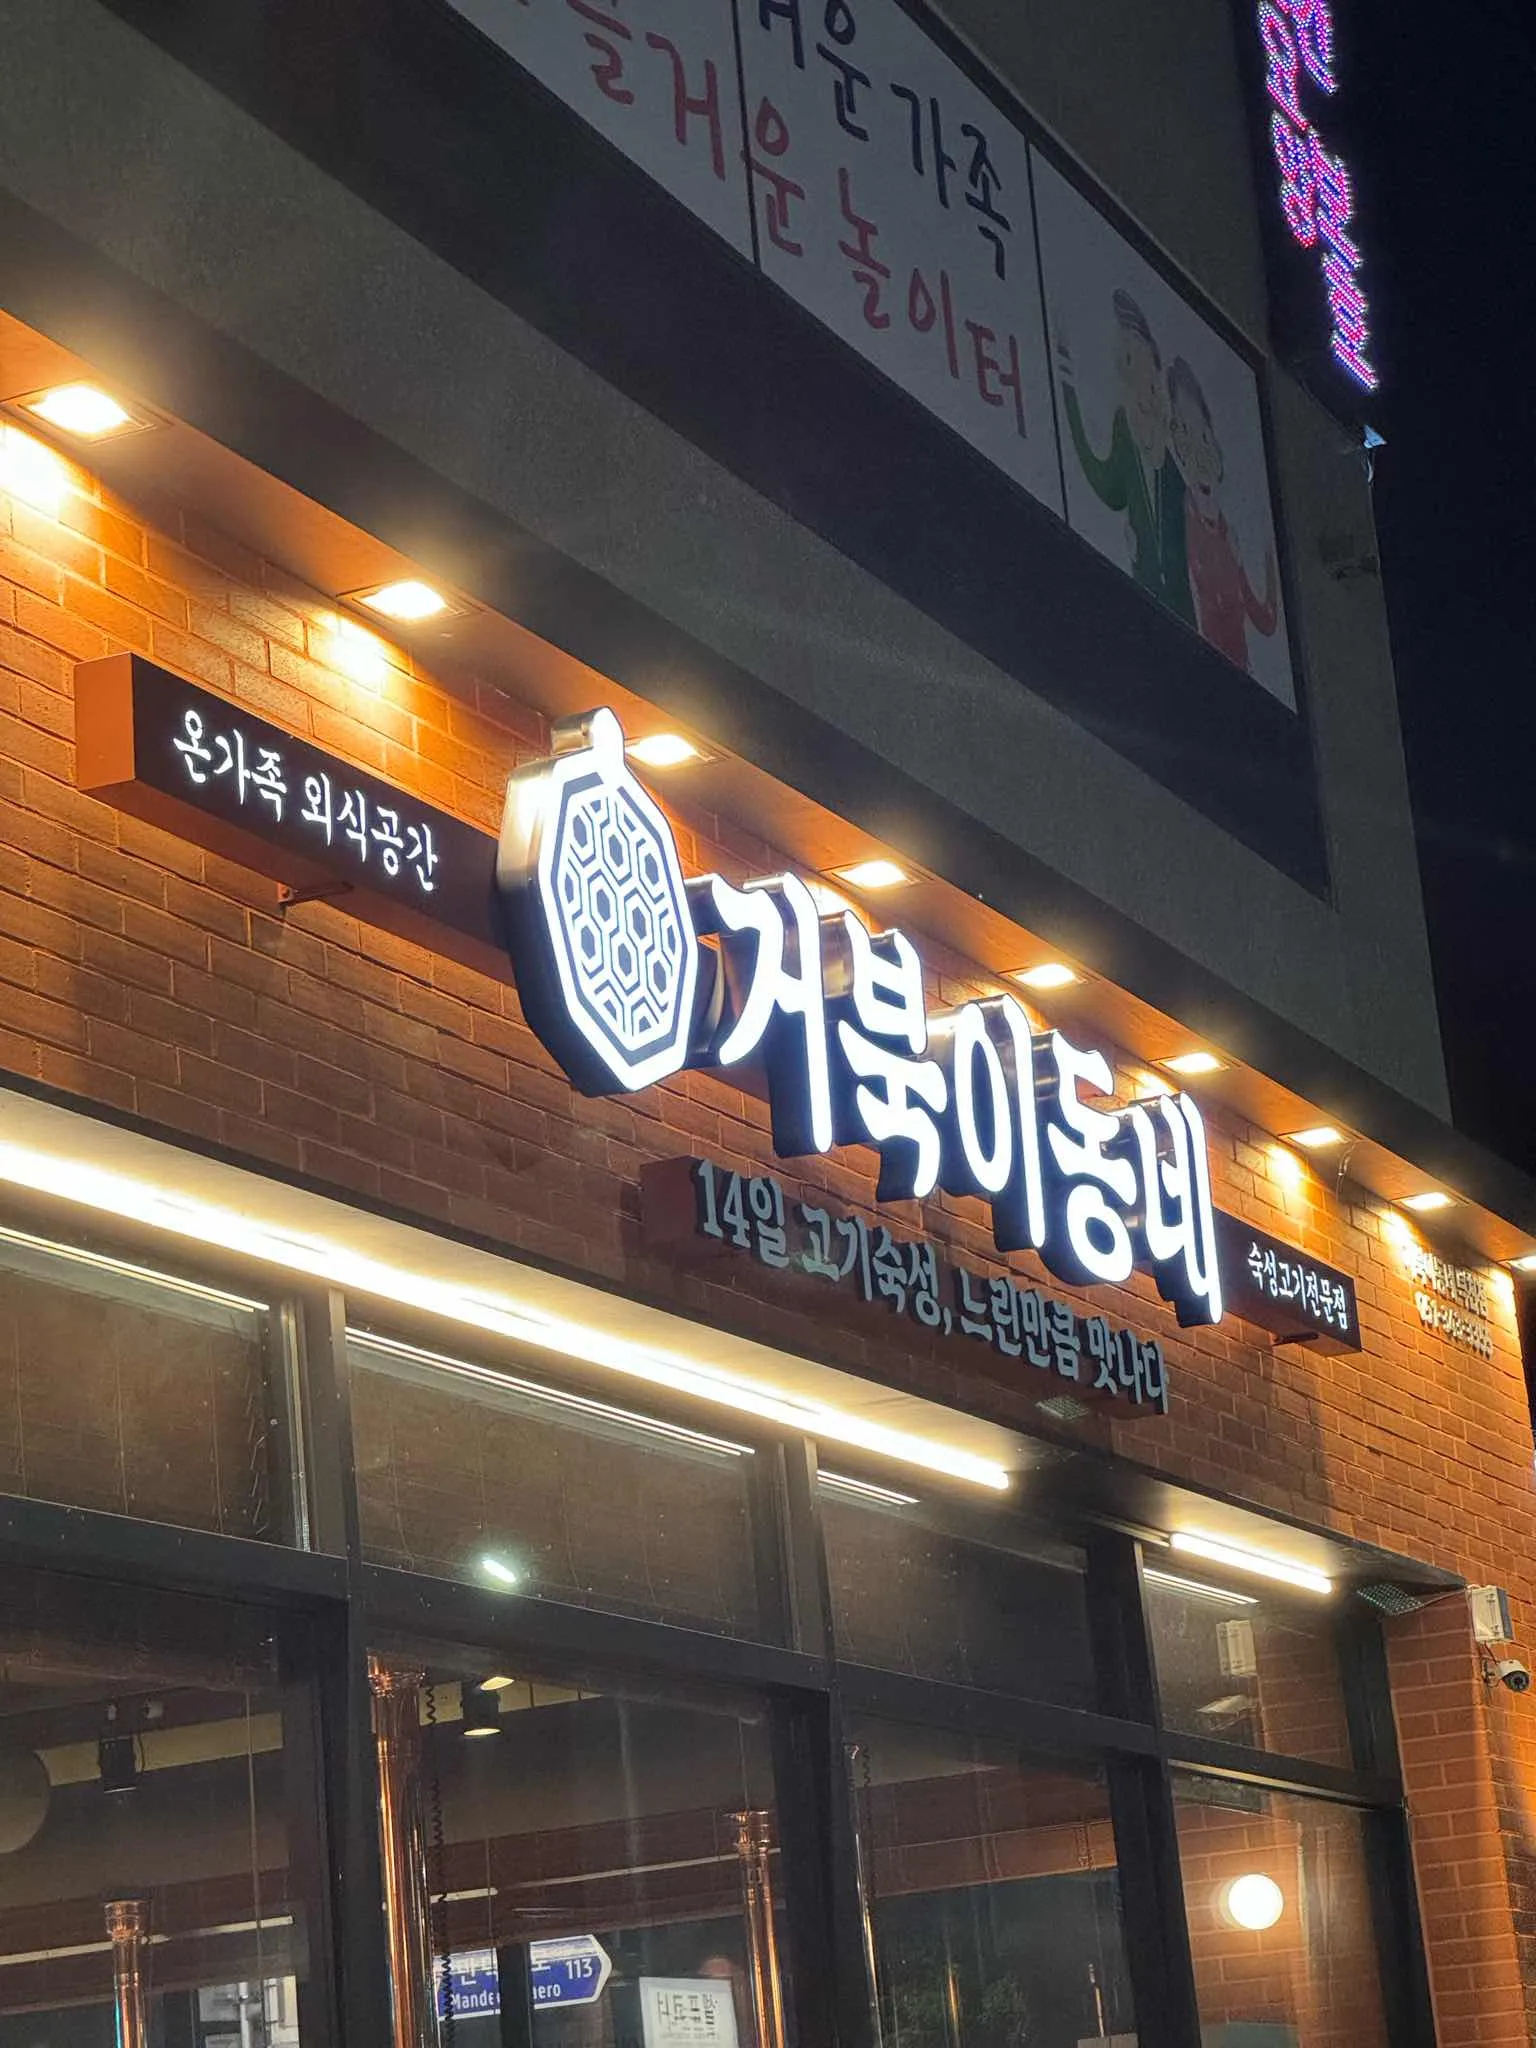 거운 가족
즐거운 놀이터
온가족 외식공간
거북이동네
14일 고기숙성, 느린만큼 맛나다
숙성고기전문점
113